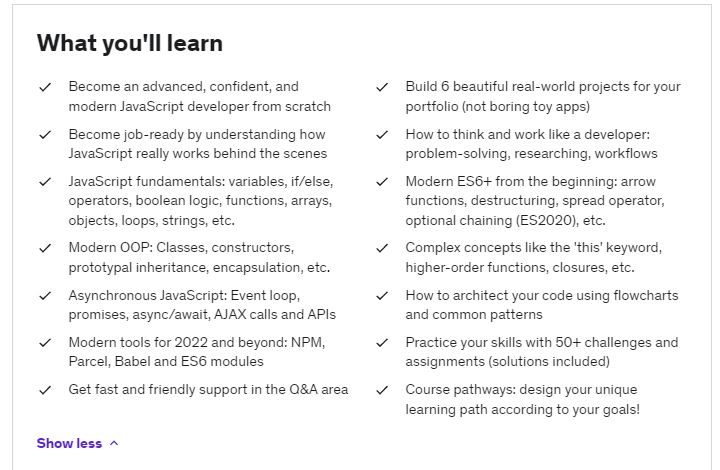 What you'll learn
Become an advanced, confident, and
modern JavaScript developer from scratch
Become job-ready by understanding how
JavaScript really works behind the scenes
JavaScript fundamentals: variables, if/else,
operators, boolean logic, functions, arrays,
objects, loops, strings, etc.
Modern OOP: Classes, constructors,
prototypal inheritance, encapsulation, etc.
Asynchronous JavaScript: Event loop,
promises, async/await, AJAX calls and APIs
Modern tools for 2022 and beyond: NPM,
Parcel, Babel and ES6 modules
Get fast and friendly support in the Q&A area
Build 6 beautiful real-world projects for your
portfolio (not boring toy apps)
How to think and work like a developer:
problem-solving, researching, workflows
Modern ES6+ from the beginning: arrow
functions, destructuring, spread operator,
optional chaining (ES2020), etc.
Complex concepts like the 'this' keyword,
higher-order functions, closures, etc.
How to architect your code using flowcharts
and common patterns
Practice your skills with 50+ challenges and
assignments (solutions included)
Course pathways: design your unique
learning path according to your goals!
Show less